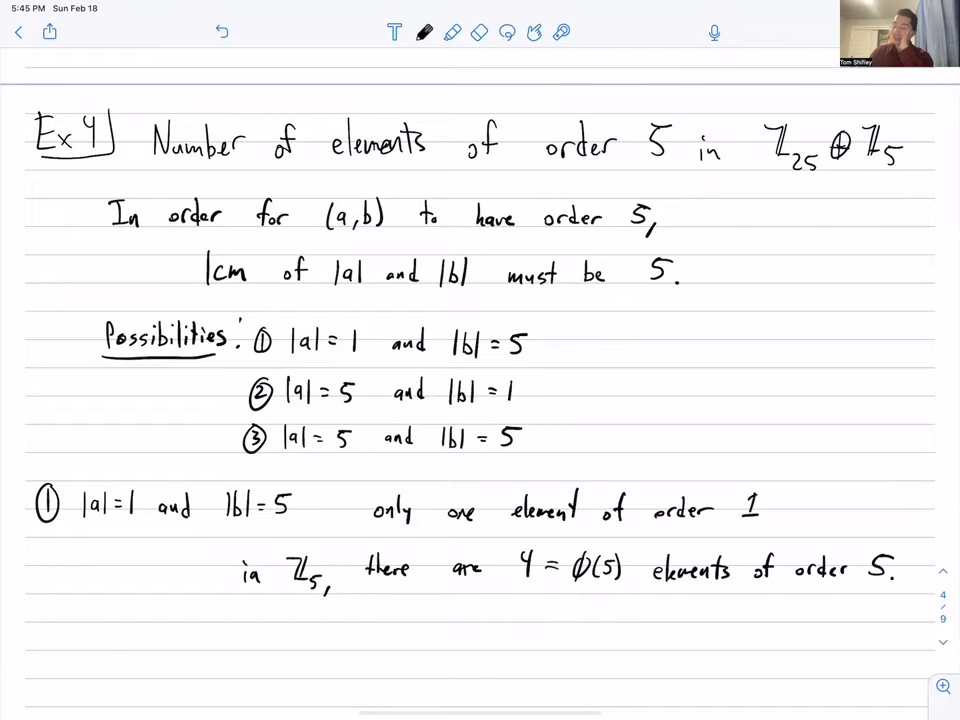 5:45 PM Sun Feb 18
Tom Shifley
Ex 4] Number of elements of order 5 in ℤ₂₅ ⊕ ℤ₅
In order for (a,b) to have order 5,
lcm of |a| and |b| must be 5.
Possibilities: ① |a| = 1 and |b| = 5
② |a| = 5 and |b| = 1
③ |a| = 5 and |b| = 5
① |a| = 1 and |b| = 5 only one element of order 1
in ℤ₅, there are 4 = φ(5) elements of order 5.
4
/
9